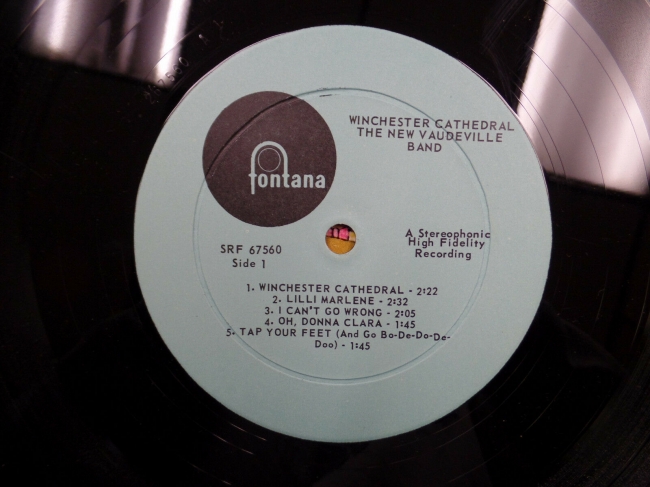 WINCHESTER CATHEDRAL
THE NEW VAUDEVILLE
BAND
fontana
A Stereophonic
High Fidelity
Recording
SRF 67560
Side 1
1. WINCHESTER CATHEDRAL - 2:22
2. LILLI MARLENE - 2:32
3. I CAN'T GO WRONG - 2:05
4. OH, DONNA CLARA - 1:45
5. TAP YOUR FEET (And Go Bo-De-Do-De-
Doo) - 1:45